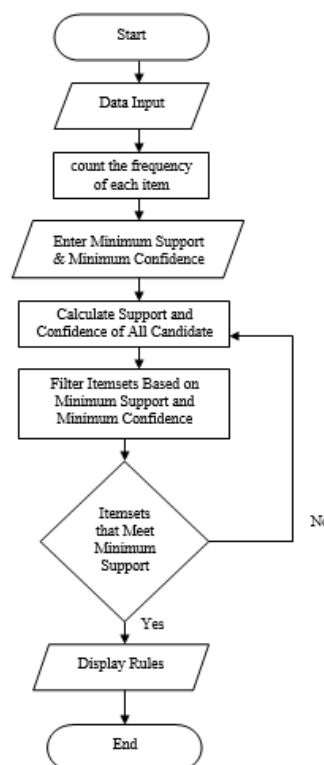 Start
Data Input
count the frequency
of each item
Enter Minimum Support
& Minimum Confidence
Calculate Support and
Confidence of All Candidate
Filter Itemsets Based on
Minimum Support and
Minimum Confidence
Itemsets
that Meet
Minimum
Support
No
Yes
Display Rules
End